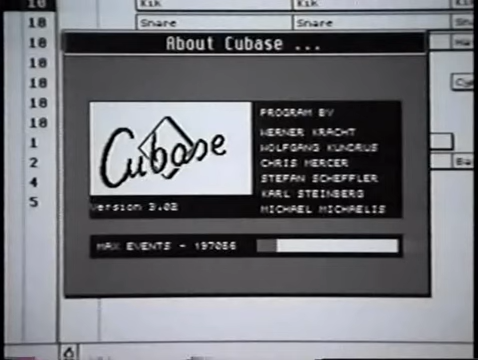 10 Kik Kik
10 Snare Snare
10
About Cubase ...
10
10
10
10
PROGRAM BY
WERNER KRACHT
WOLFGANG KUNDRUS
CHRIS MERCER
STEFAN SCHEFFLER
KARL STEINBERG
MICHAEL MICHAELIS
Cubase
Version 3.02
1
2
4
5
MAX EVENTS - 197056